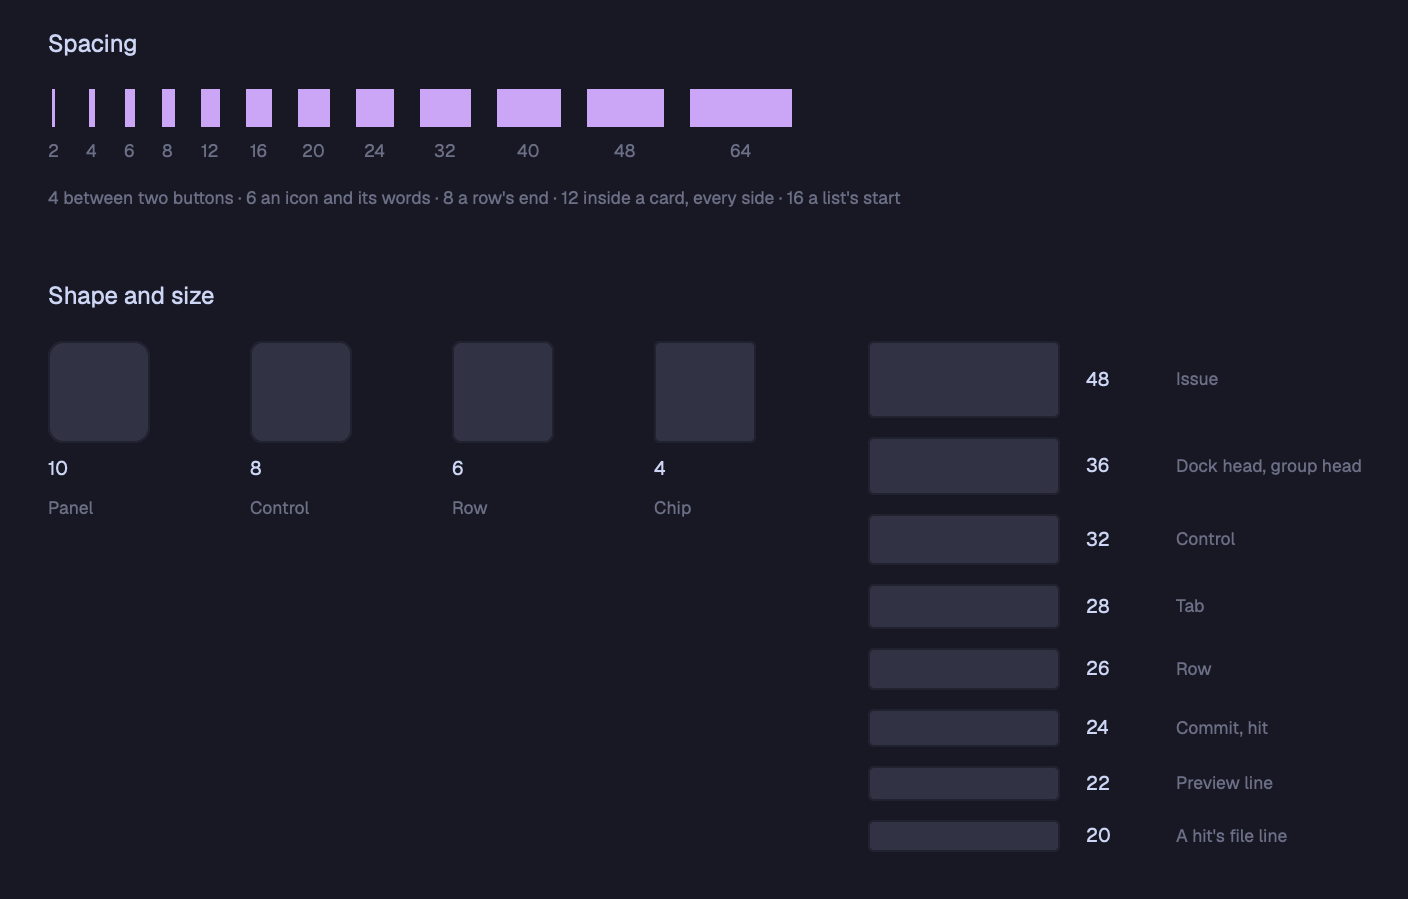 Spacing
2 4 6 8 12 16 20 24 32 40 48 64
4 between two buttons · 6 an icon and its words · 8 a row's end · 12 inside a card, every side · 16 a list's start
Shape and size
10 8 6 4
Panel Control Row Chip
48 Issue
36 Dock head, group head
32 Control
28 Tab
26 Row
24 Commit, hit
22 Preview line
20 A hit's file line